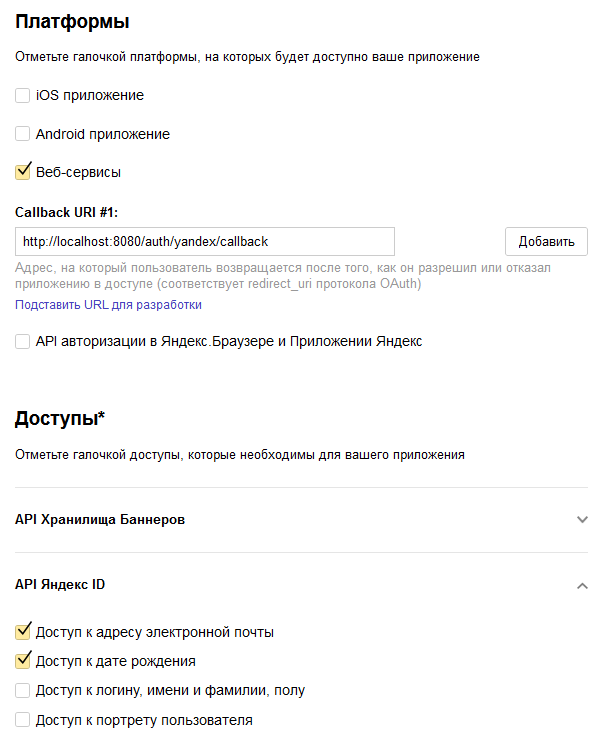 Платформы
Отметьте галочкой платформы, на которых будет доступно ваше приложение
iOS приложение
Android приложение
Веб-сервисы
Callback URI #1:
http://localhost:8080/auth/yandex/callback
Добавить
Адрес, на который пользователь возвращается после того, как он разрешил или отказал
приложению в доступе (соответствует redirect_uri протокола OAuth)
Подставить URL для разработки
API авторизации в Яндекс.Браузере и Приложении Яндекс
Доступы*
Отметьте галочкой доступы, которые необходимы для вашего приложения
API Хранилища Баннеров
API Яндекс ID
Доступ к адресу электронной почты
Доступ к дате рождения
Доступ к логину, имени и фамилии, полу
Доступ к портрету пользователя